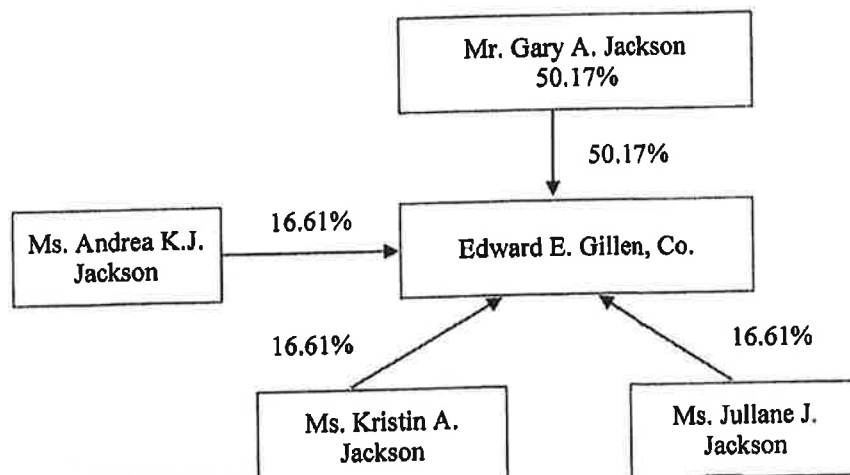 Mr. Gary A. Jackson
50.17%
50.17%
Ms. Andrea K.J.
Jackson
16.61%
Edward E. Gillen, Co.
16.61%
16.61%
Ms. Kristin A.
Jackson
Ms. Jullane J.
Jackson